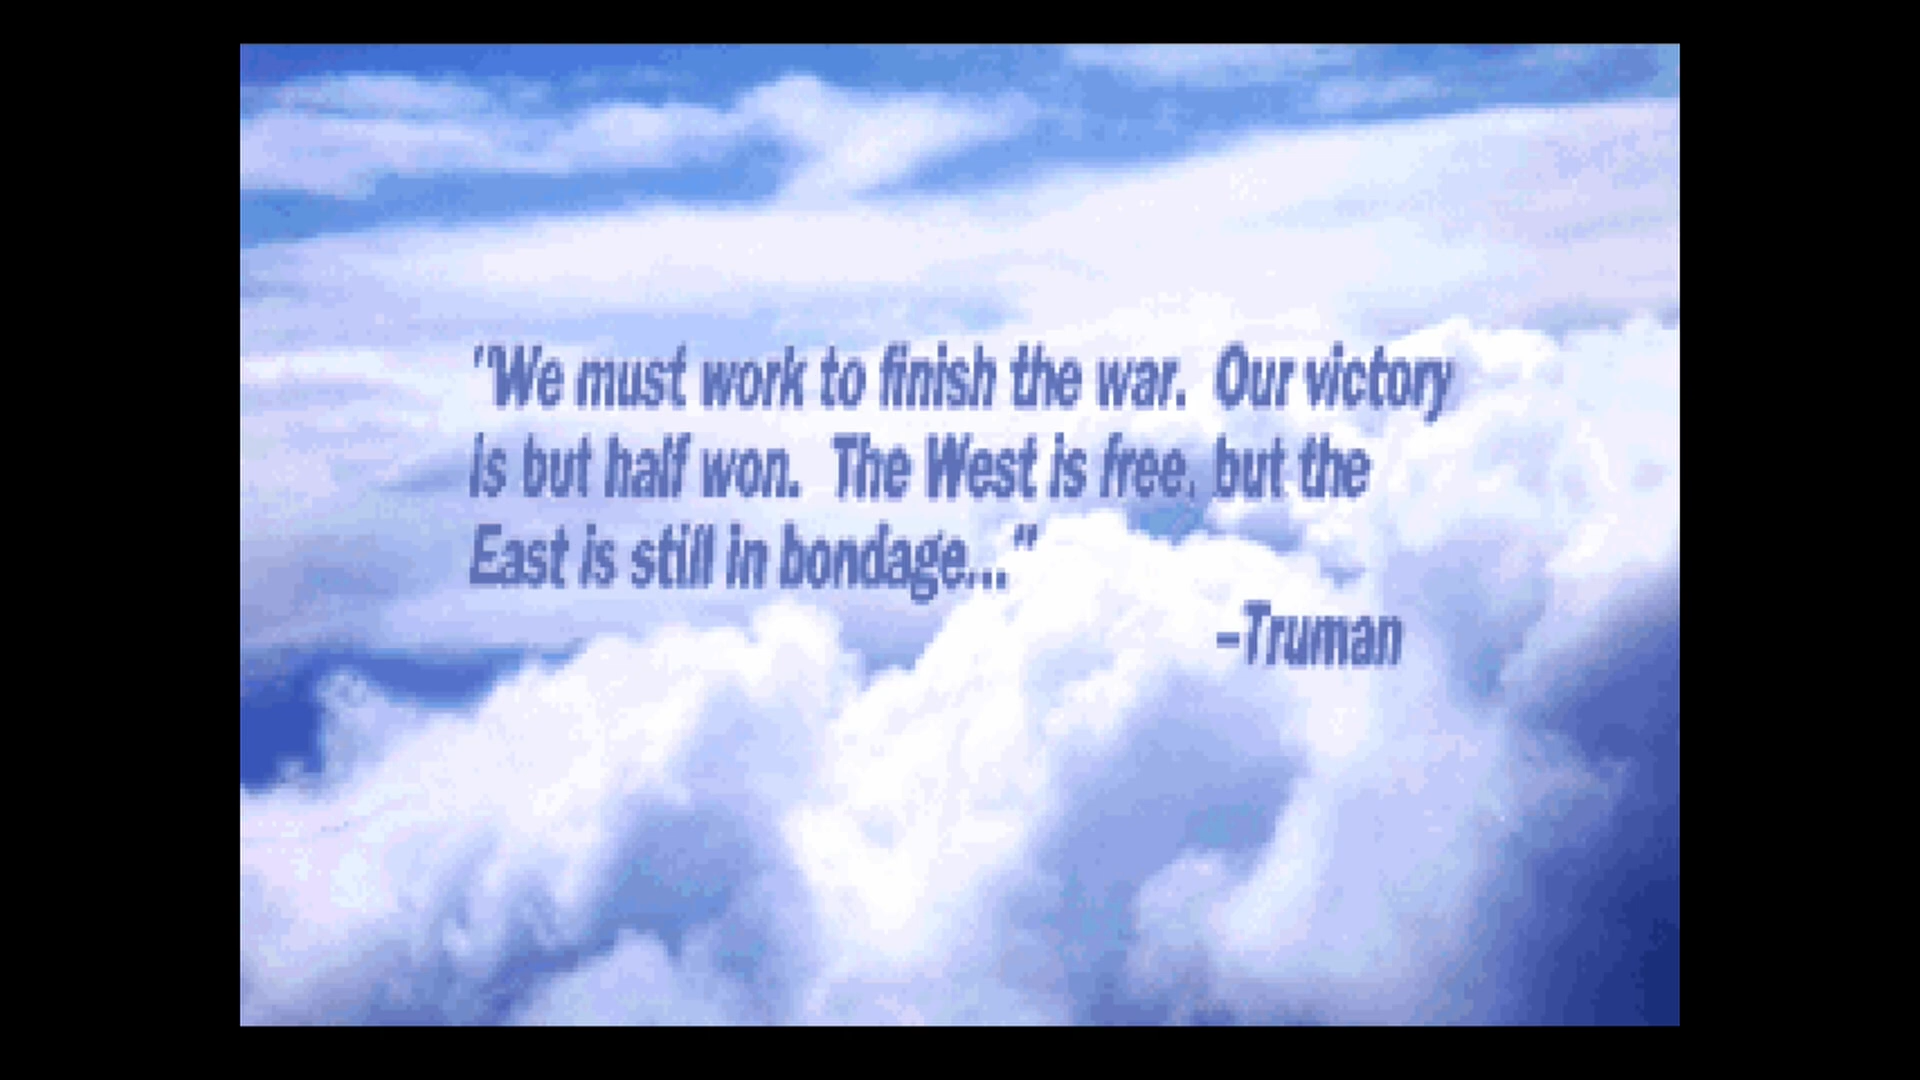 "We must work to finish the war. Our victory
is but half won. The West is free, but the
East is still in bondage..."
-Truman